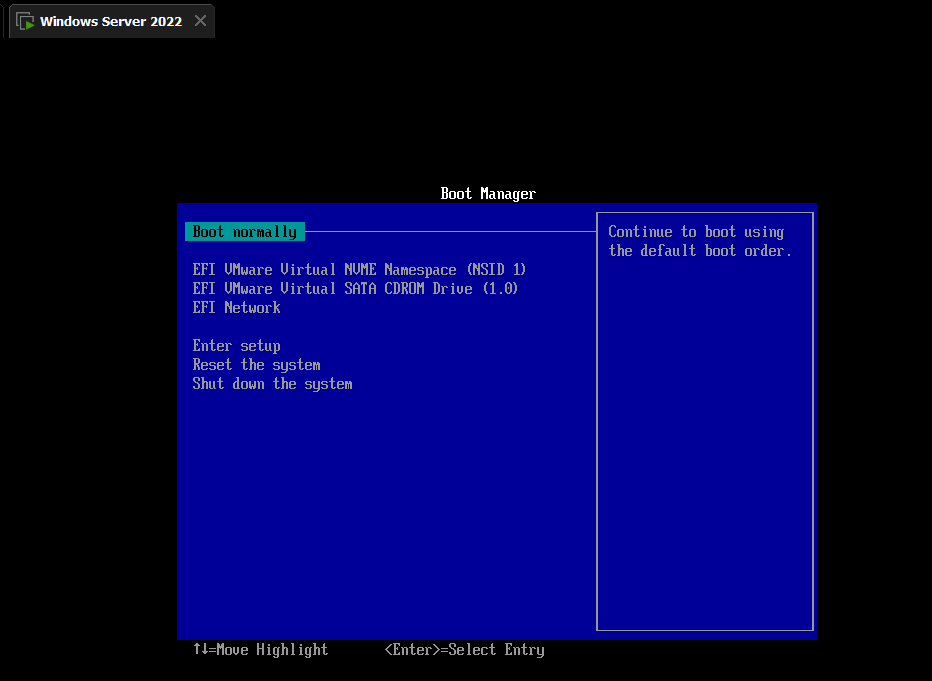 Windows Server 2022
Boot Manager
Boot normally
Continue to boot using
the default boot order.
EFI VMware Virtual NVME Namespace (NSID 1)
EFI VMware Virtual SATA CDROM Drive (1.0)
EFI Network
Enter setup
Reset the system
Shut down the system
↑↓=Move Highlight
<Enter>=Select Entry